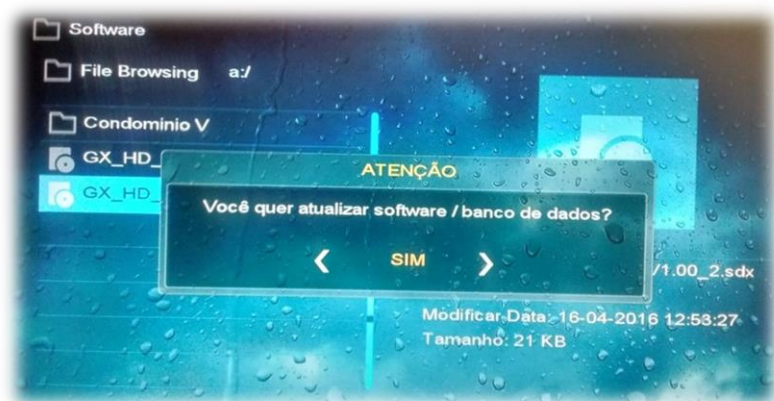 Software
File Browsing a:/
Condominio V
GX_HD_
GX_HD_
ATENÇÃO
Você quer atualizar software / banco de dados?
SIM
/1.00_2.sdx
Modificar Data: 16-04-2016 12:53:27
Tamanho: 21 KB